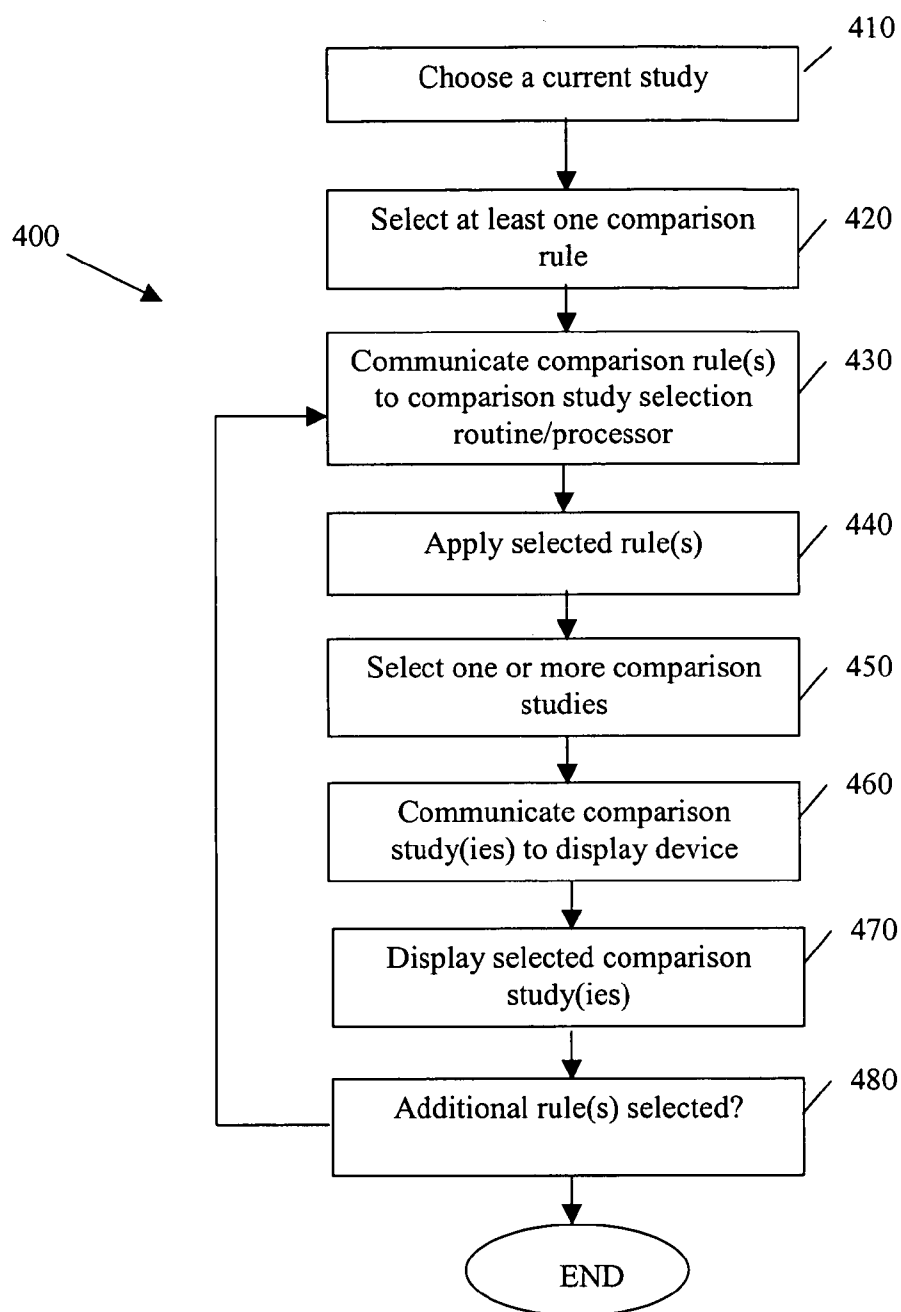 410
Choose a current study
Select at least one comparison
rule
420
400
Communicate comparison rule(s)
to comparison study selection
routine/processor
430
Apply selected rule(s)
440
Select one or more comparison
studies
450
Communicate comparison
study(ies) to display device
460
Display selected comparison
study(ies)
470
Additional rule(s) selected?
480
END